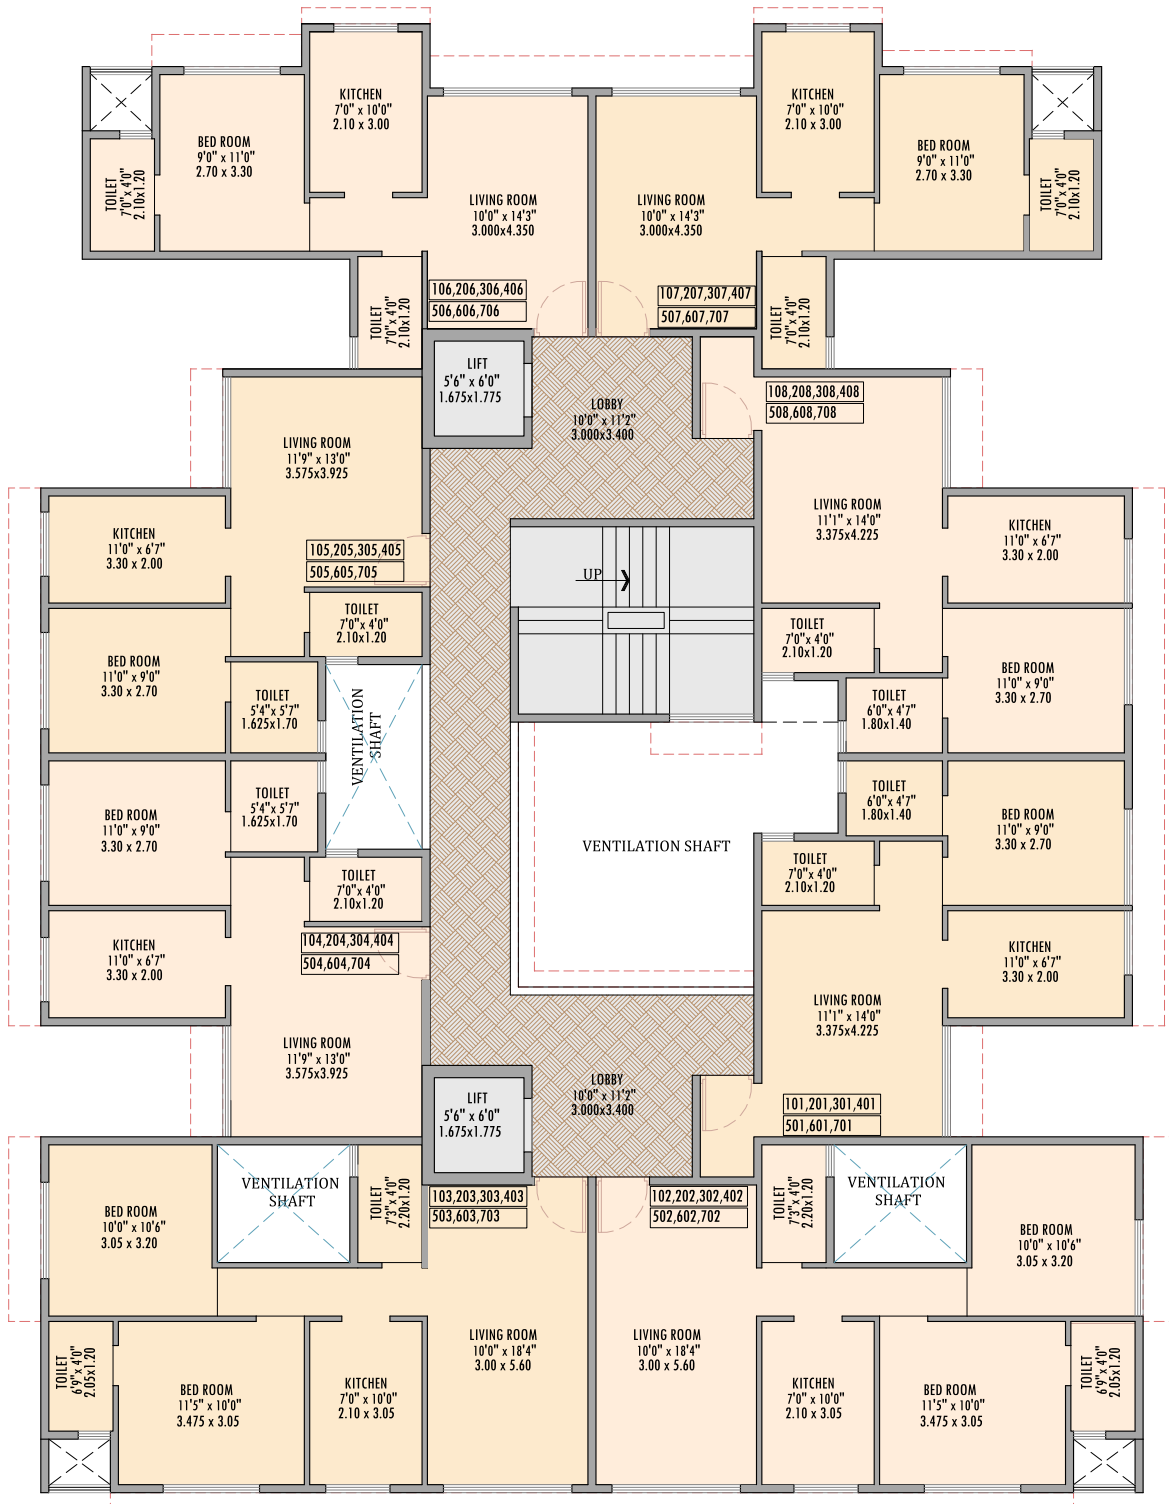 KITCHEN
7'0" x 10'0"
2.10 x 3.00
KITCHEN
7'0" x 10'0"
2.10 x 3.00
BED ROOM
9'0" x 11'0"
2.70 x 3.30
BED ROOM
9'0" x 11'0"
2.70 x 3.30
TOILET
7'0"x 4'0"
2.10x1.20
LIVING ROOM
10'0" x 14'3"
3.000x4.350
LIVING ROOM
10'0" x 14'3"
3.000x4.350
TOILET
7'0"x 4'0"
2.10x1.20
106,206,306,406
506,606,706
107,207,307,407
507,607,707
TOILET
7'0"x 4'0"
2.10x1.20
TOILET
7'0"x 4'0"
2.10x1.20
LIFT
5'6" x 6'0"
1.675x1.775
LOBBY
10'0" x 11'2"
3.000x3.400
108,208,308,408
508,608,708
LIVING ROOM
11'9" x 13'0"
3.575x3.925
LIVING ROOM
11'1" x 14'0"
3.375x4.225
KITCHEN
11'0" x 6'7"
3.30 x 2.00
KITCHEN
11'0" x 6'7"
3.30 x 2.00
105,205,305,405
505,605,705
UP
TOILET
7'0"x 4'0"
2.10x1.20
TOILET
7'0"x 4'0"
2.10x1.20
BED ROOM
11'0" x 9'0"
3.30 x 2.70
BED ROOM
11'0" x 9'0"
3.30 x 2.70
TOILET
5'4"x 5'7"
1.625x1.70
TOILET
6'0"x 4'7"
1.80x1.40
VENTILATION
SHAFT
BED ROOM
11'0" x 9'0"
3.30 x 2.70
TOILET
5'4"x 5'7"
1.625x1.70
TOILET
6'0"x 4'7"
1.80x1.40
BED ROOM
11'0" x 9'0"
3.30 x 2.70
VENTILATION SHAFT
TOILET
7'0"x 4'0"
2.10x1.20
TOILET
7'0"x 4'0"
2.10x1.20
KITCHEN
11'0" x 6'7"
3.30 x 2.00
104,204,304,404
504,604,704
KITCHEN
11'0" x 6'7"
3.30 x 2.00
LIVING ROOM
11'1" x 14'0"
3.375x4.225
LIVING ROOM
11'9" x 13'0"
3.575x3.925
LIFT
5'6" x 6'0"
1.675x1.775
LOBBY
10'0" x 11'2"
3.000x3.400
101,201,301,401
501,601,701
VENTILATION
SHAFT
TOILET
7'3"x 4'0"
2.20x1.20
103,203,303,403
503,603,703
102,202,302,402
502,602,702
TOILET
7'3"x 4'0"
2.20x1.20
VENTILATION
SHAFT
BED ROOM
10'0" x 10'6"
3.05 x 3.20
BED ROOM
10'0" x 10'6"
3.05 x 3.20
LIVING ROOM
10'0" x 18'4"
3.00 x 5.60
LIVING ROOM
10'0" x 18'4"
3.00 x 5.60
TOILET
6'9"x 4'0"
2.05x1.20
BED ROOM
11'5" x 10'0"
3.475 x 3.05
KITCHEN
7'0" x 10'0"
2.10 x 3.05
KITCHEN
7'0" x 10'0"
2.10 x 3.05
BED ROOM
11'5" x 10'0"
3.475 x 3.05
TOILET
6'9"x 4'0"
2.05x1.20